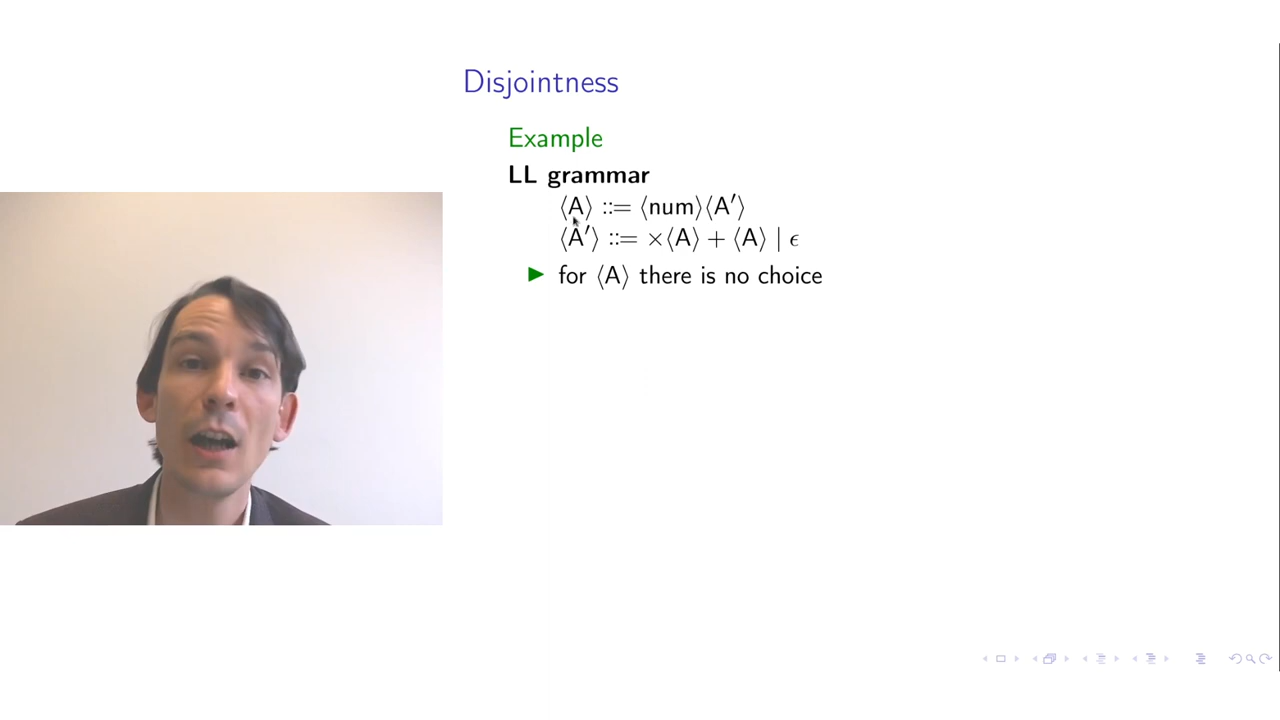 Disjointness
Example
LL grammar
⟨A⟩ ::= ⟨num⟩⟨A′⟩
⟨A′⟩ ::= ×⟨A⟩ + ⟨A⟩ | ϵ
▶ for ⟨A⟩ there is no choice